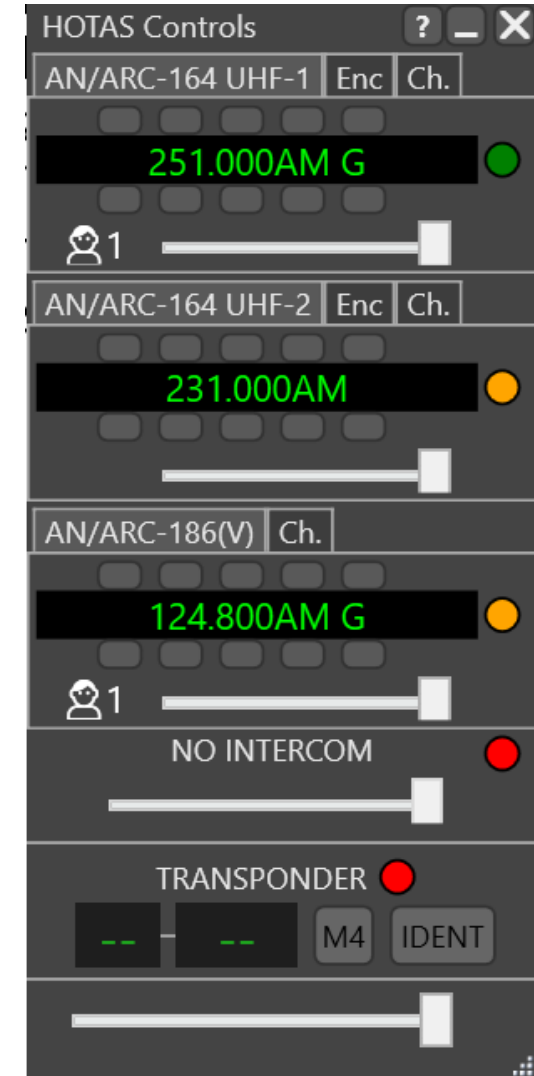 HOTAS Controls ?
AN/ARC-164 UHF-1 Enc Ch.
251.000AM G
1
AN/ARC-164 UHF-2 Enc Ch.
231.000AM
AN/ARC-186(V) Ch.
124.800AM G
1
NO INTERCOM
TRANSPONDER
-- - -- M4 IDENT